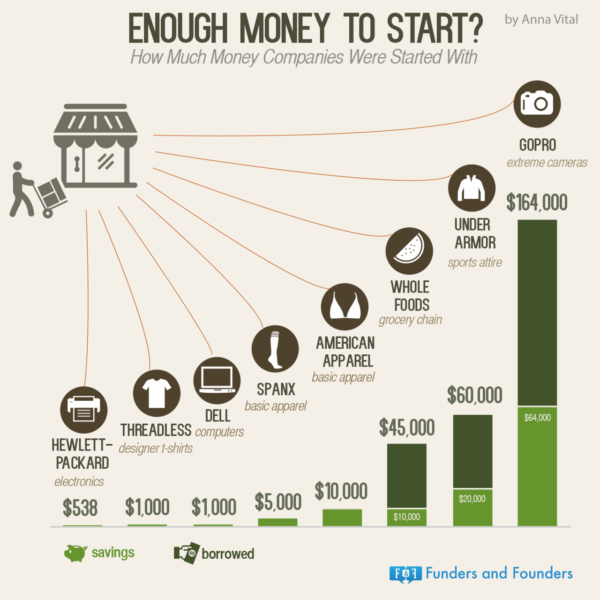 ENOUGH MONEY TO START?
by Anna Vital
How Much Money Companies Were Started With
GOPRO
extreme cameras
$164,000
UNDER
ARMOR
sports attire
WHOLE
FOODS
grocery chain
AMERICAN
APPAREL
basic apparel
SPANX
basic apparel
DELL
computers
THREADLESS
designer t-shirts
HEWLETT-
PACKARD
electronics
$538
$1,000
$1,000
$5,000
$10,000
$45,000
$60,000
$10,000
$20,000
$64,000
savings
borrowed
F&F Funders and Founders